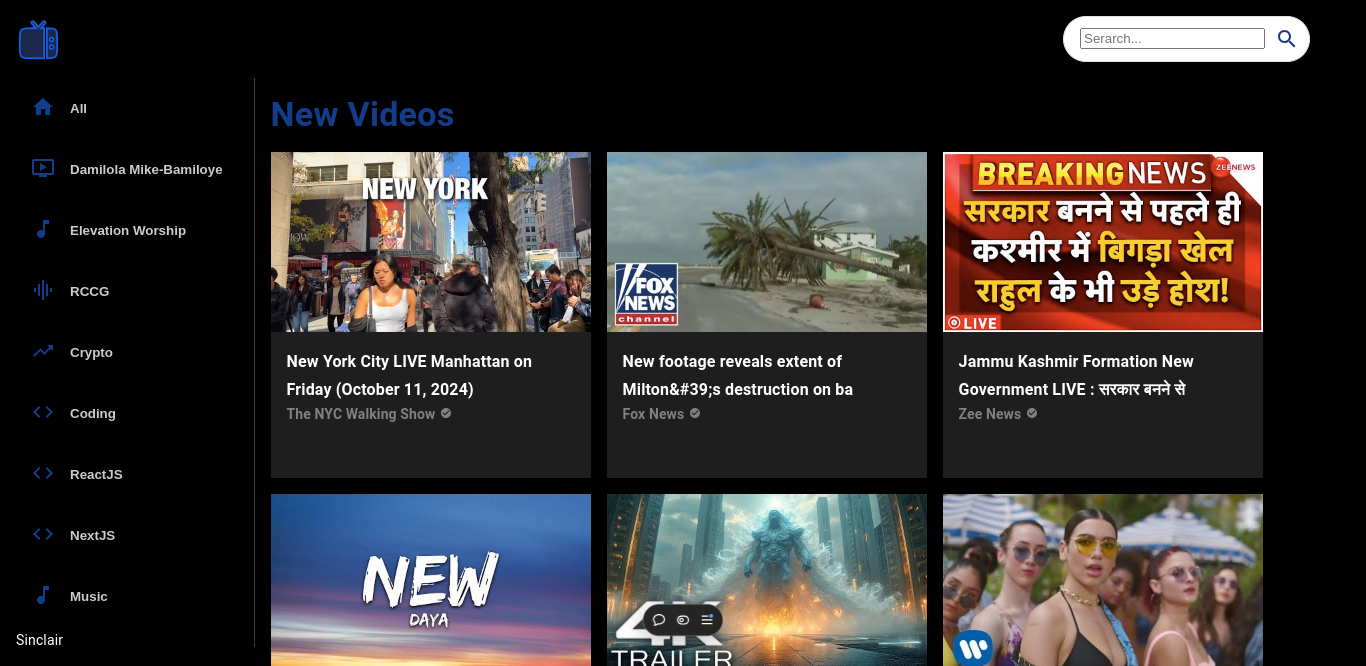 Serarch...
All
Damilola Mike-Bamiloye
Elevation Worship
RCCG
Crypto
Coding
ReactJS
NextJS
Music
Sinclair
New Videos
NEW YORK
New York City LIVE Manhattan on
Friday (October 11, 2024)
The NYC Walking Show
FOX
NEWS
channel
New footage reveals extent of
Milton&#39;s destruction on ba
Fox News
BREAKING NEWS
ZEE NEWS
सरकार बनने से पहले ही
कश्मीर में बिगड़ा खेल
राहुल के भी उड़े होश!
LIVE
Jammu Kashmir Formation New
Government LIVE : सरकार बनने से
Zee News
NEW
DAYA
4K
TRAILER